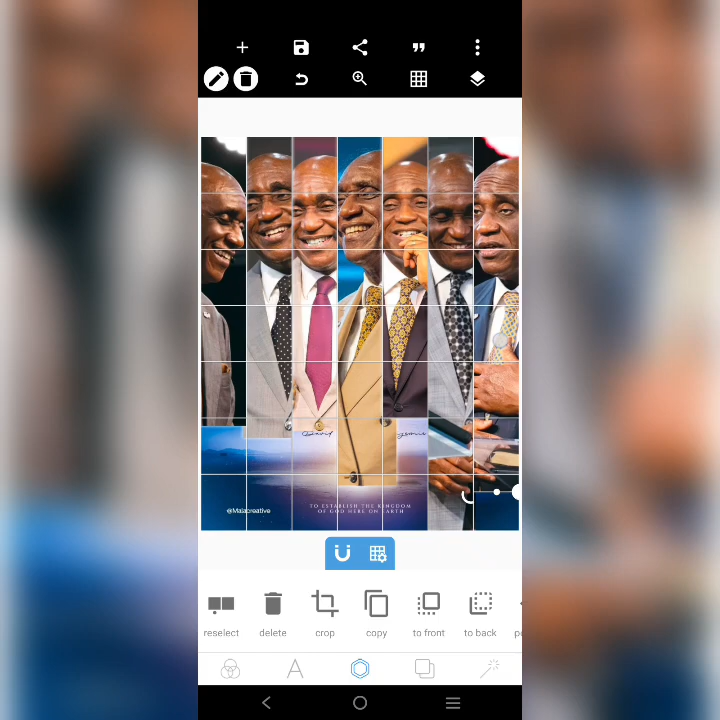 @Malacreative
TO ESTABLISH THE KINGDOM
OF GOD HERE ON EARTH
reselect
delete
crop
copy
to front
to back